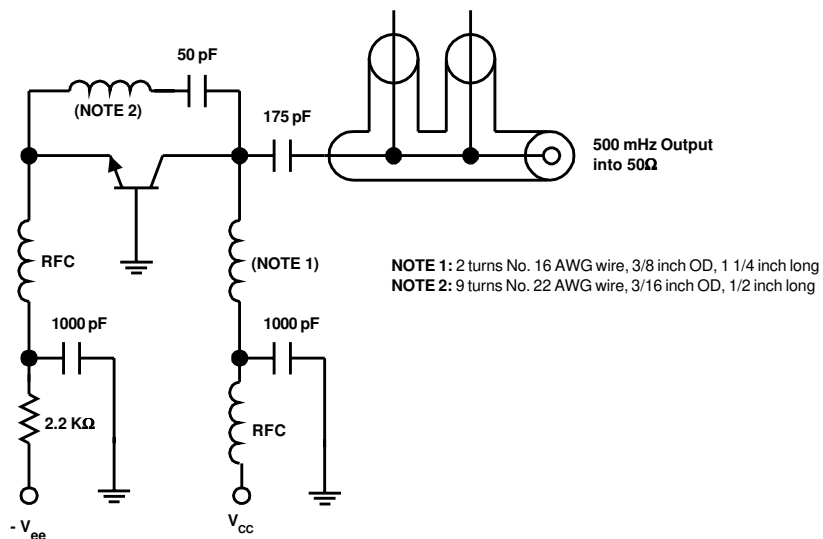 50 pF
(NOTE 2)
175 pF
500 mHz Output
into 50Ω
RFC
(NOTE 1)
NOTE 1: 2 turns No. 16 AWG wire, 3/8 inch OD, 1 1/4 inch long
NOTE 2: 9 turns No. 22 AWG wire, 3/16 inch OD, 1/2 inch long
1000 pF
1000 pF
2.2 KΩ
RFC
- Vee
VCC